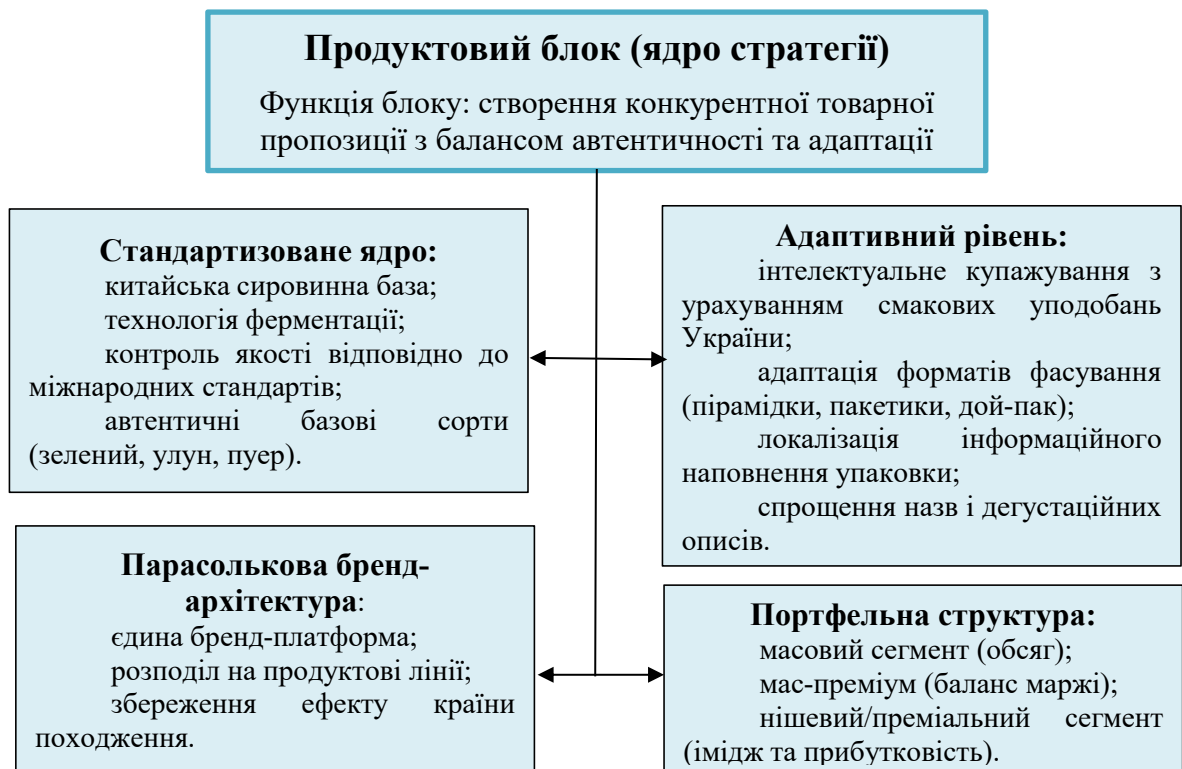 Продуктовий блок (ядро стратегії)
Функція блоку: створення конкурентної товарної
пропозиції з балансом автентичності та адаптації
Стандартизоване ядро:
китайська сировинна база;
технологія ферментації;
контроль якості відповідно до
міжнародних стандартів;
автентичні базові сорти
(зелений, улун, пуер).
Адаптивний рівень:
інтелектуальне купажування з
урахуванням смакових уподобань
України;
адаптація форматів фасування
(пірамідки, пакетики, дой-пак);
локалізація інформаційного
наповнення упаковки;
спрощення назв і дегустаційних
описів.
Парасолькова бренд-
архітектура:
єдина бренд-платформа;
розподіл на продуктові лінії;
збереження ефекту країни
походження.
Портфельна структура:
масовий сегмент (обсяг);
мас-преміум (баланс маржі);
нішевий/преміальний сегмент
(імідж та прибутковість).